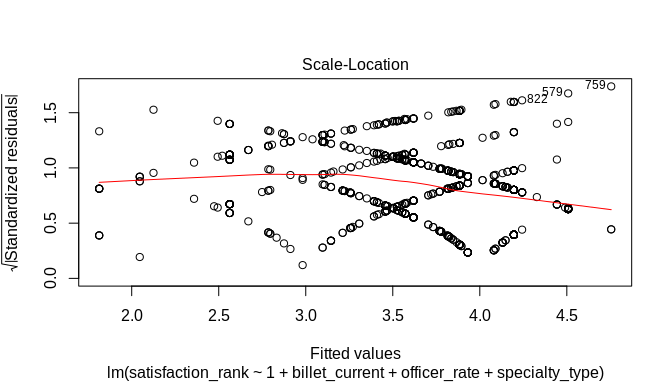 Scale-Location
√|Standardized residuals|
0.0 0.5 1.0 1.5
759
579
822
2.0 2.5 3.0 3.5 4.0 4.5
Fitted values
lm(satisfaction_rank ~ 1 + billet_current + officer_rate + specialty_type)